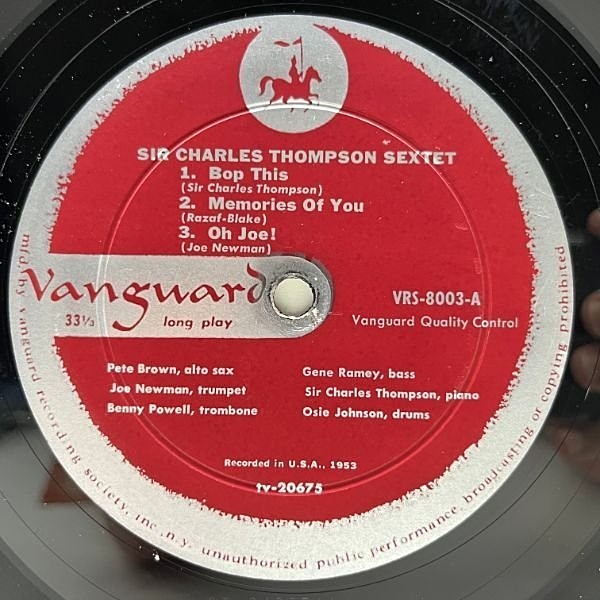 SIR CHARLES THOMPSON SEXTET
1. Bop This
(Sir Charles Thompson)
2. Memories Of You
(Razaf-Blake)
3. Oh Joe!
(Joe Newman)
Vanguard
33⅓ long play
VRS-8003-A
Vanguard Quality Control
Pete Brown, alto sax
Joe Newman, trumpet
Benny Powell, trombone
Gene Ramey, bass
Sir Charles Thompson, piano
Osie Johnson, drums
Recorded in U.S.A., 1953
tv-20675
m'f'd by vanguard recording society, inc., n.y. unauthorized public performance, broadcasting or copying prohibited